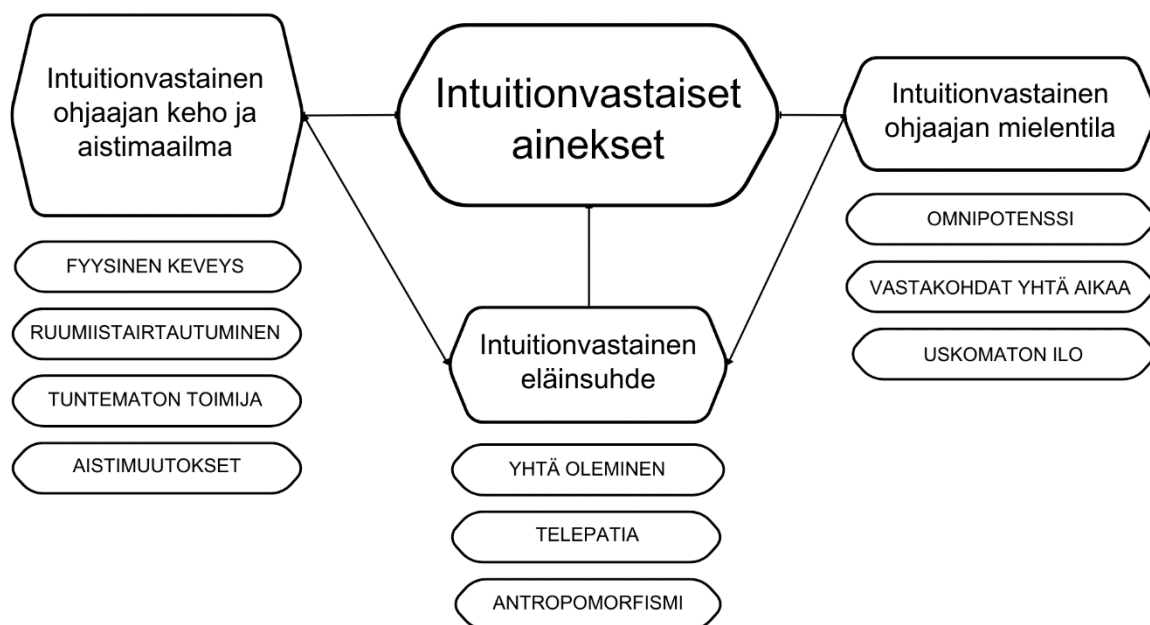 Intuitionvastainen
ohjaajan keho ja
aistimaailma
FYYSINEN KEVEYS
RUUMIISTAIRTAUTUMINEN
TUNTEMATON TOIMIJA
AISTIMUUTOKSET
Intuitionvastaiset
ainekset
Intuitionvastainen
eläinsuhde
YHTÄ OLEMINEN
TELEPATIA
ANTROPOMORFISMI
Intuitionvastainen
ohjaajan mielentila
OMNIPOTENSSI
VASTAKOHDAT YHTÄ AIKAA
USKOMATON ILO